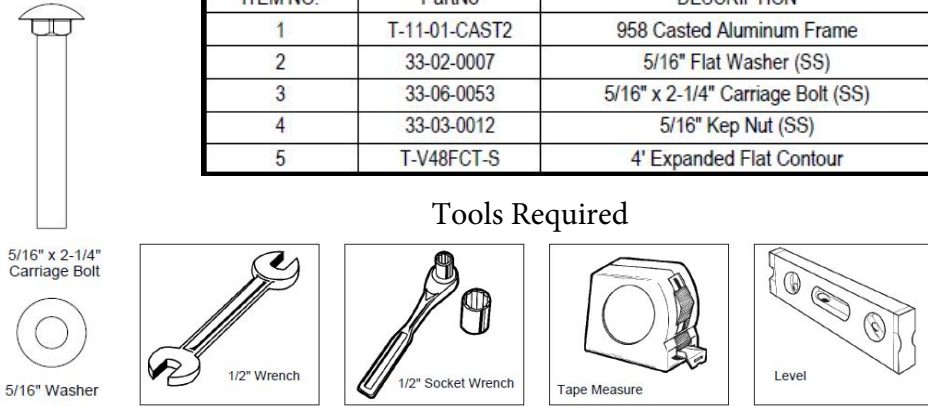 ITEM NO. PartNo DESCRIPTION
1 T-11-01-CAST2 958 Casted Aluminum Frame
2 33-02-0007 5/16" Flat Washer (SS)
3 33-06-0053 5/16" x 2-1/4" Carriage Bolt (SS)
4 33-03-0012 5/16" Kep Nut (SS)
5 T-V48FCT-S 4' Expanded Flat Contour
Tools Required
5/16" x 2-1/4"
Carriage Bolt
5/16" Washer
1/2" Wrench
1/2" Socket Wrench
Tape Measure
Level